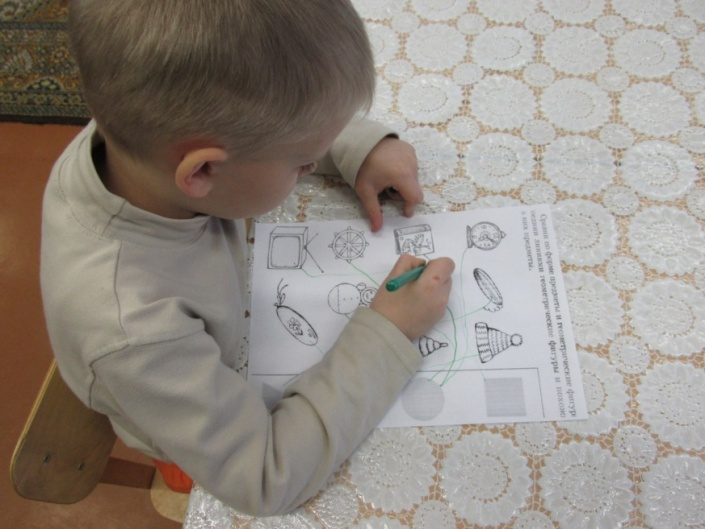 Сравни по форме предметы и геометрические фигуры
соедини линиями геометрические фигуры и похожие
на них предметы.